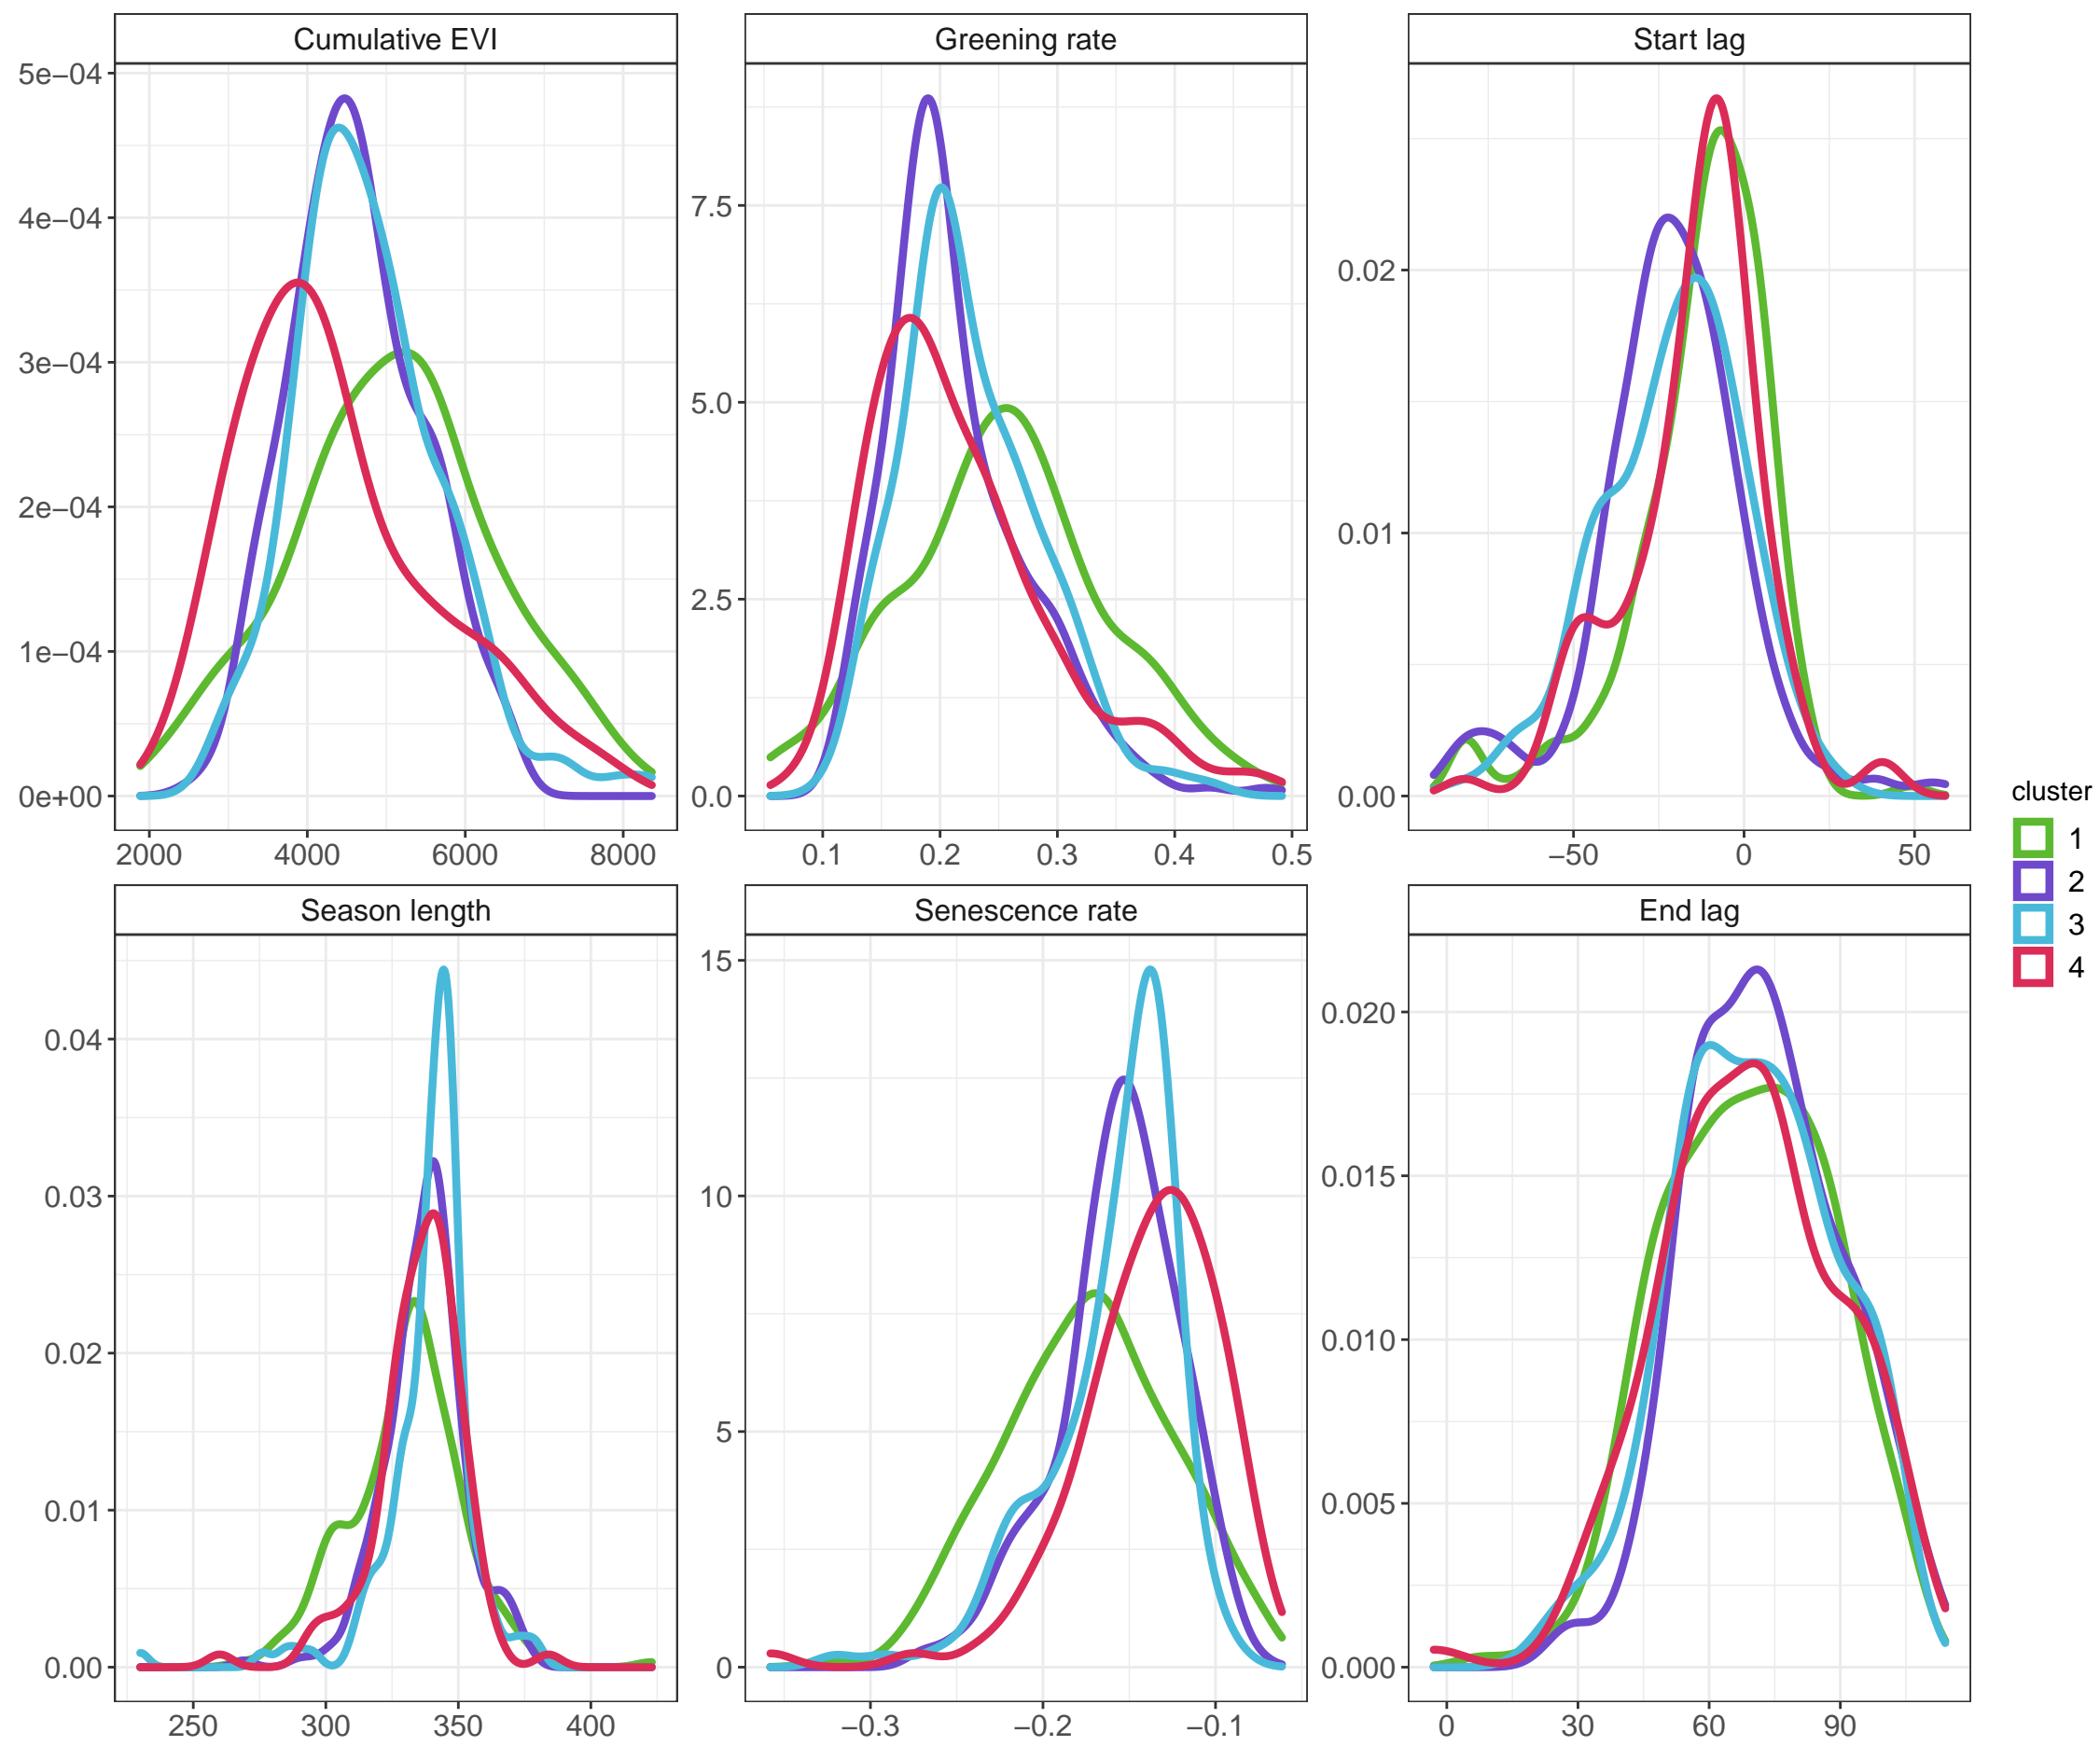 Cumulative EVI
Greening rate
Start lag
5e−04
4e−04
3e−04
2e−04
1e−04
0e+00
7.5
5.0
2.5
0.0
0.02
0.01
0.00
2000 4000 6000 8000
0.1 0.2 0.3 0.4 0.5
−50 0 50
Season length
Senescence rate
End lag
0.04
0.03
0.02
0.01
0.00
15
10
5
0
0.020
0.015
0.010
0.005
0.000
250 300 350 400
−0.3 −0.2 −0.1
0 30 60 90
cluster
1
2
3
4